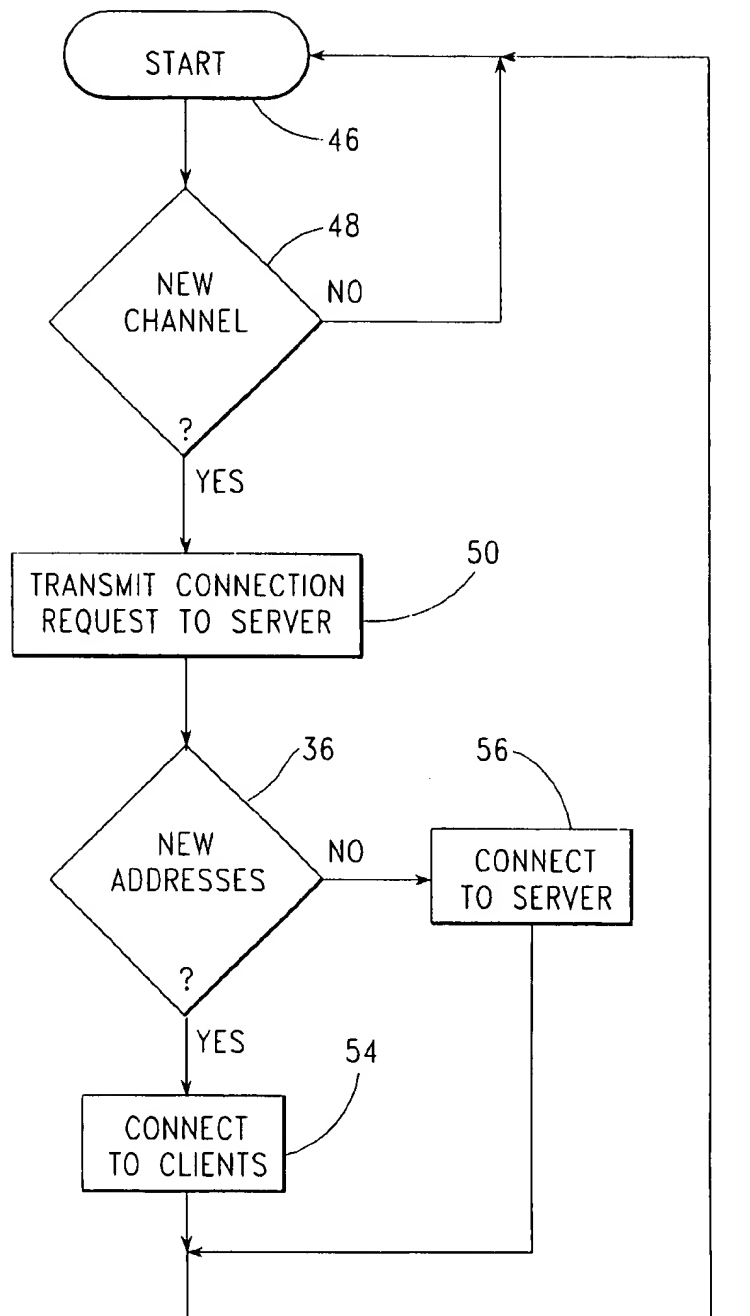 START
46
48
NEW
CHANNEL
?
NO
YES
50
TRANSMIT CONNECTION
REQUEST TO SERVER
36
56
NEW
ADDRESSES
?
NO
CONNECT
TO SERVER
YES
54
CONNECT
TO CLIENTS